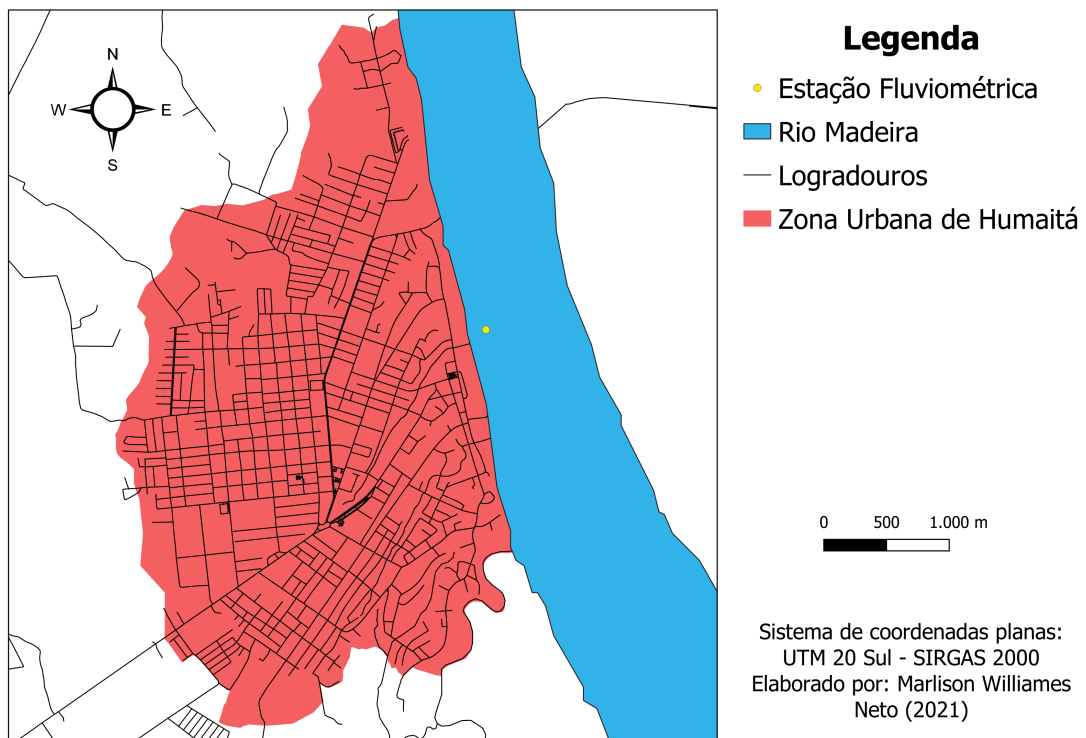 N
W
E
S
Legenda
Estação Fluviométrica
Rio Madeira
Logradouros
Zona Urbana de Humaitá
0 500 1.000 m
Sistema de coordenadas planas:
UTM 20 Sul - SIRGAS 2000
Elaborado por: Marlison Williames
Neto (2021)